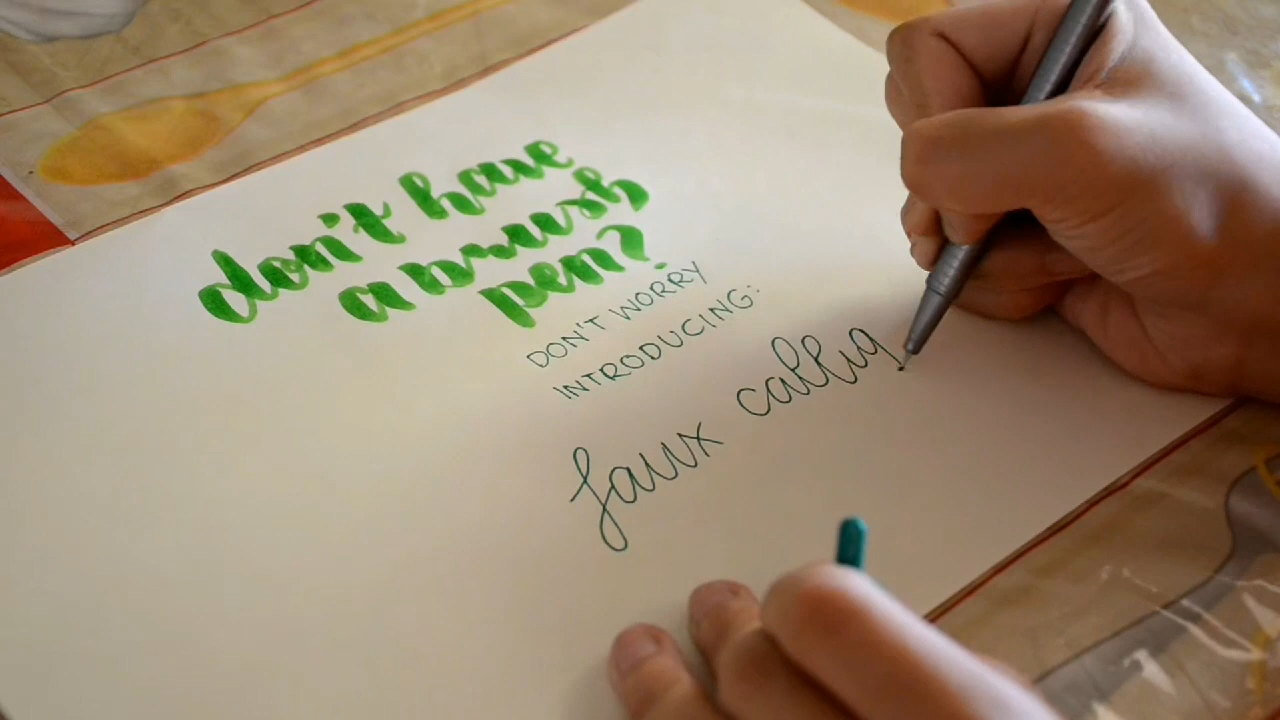 don't have
a brush
pen?
DON'T WORRY
INTRODUCING:
faux callig